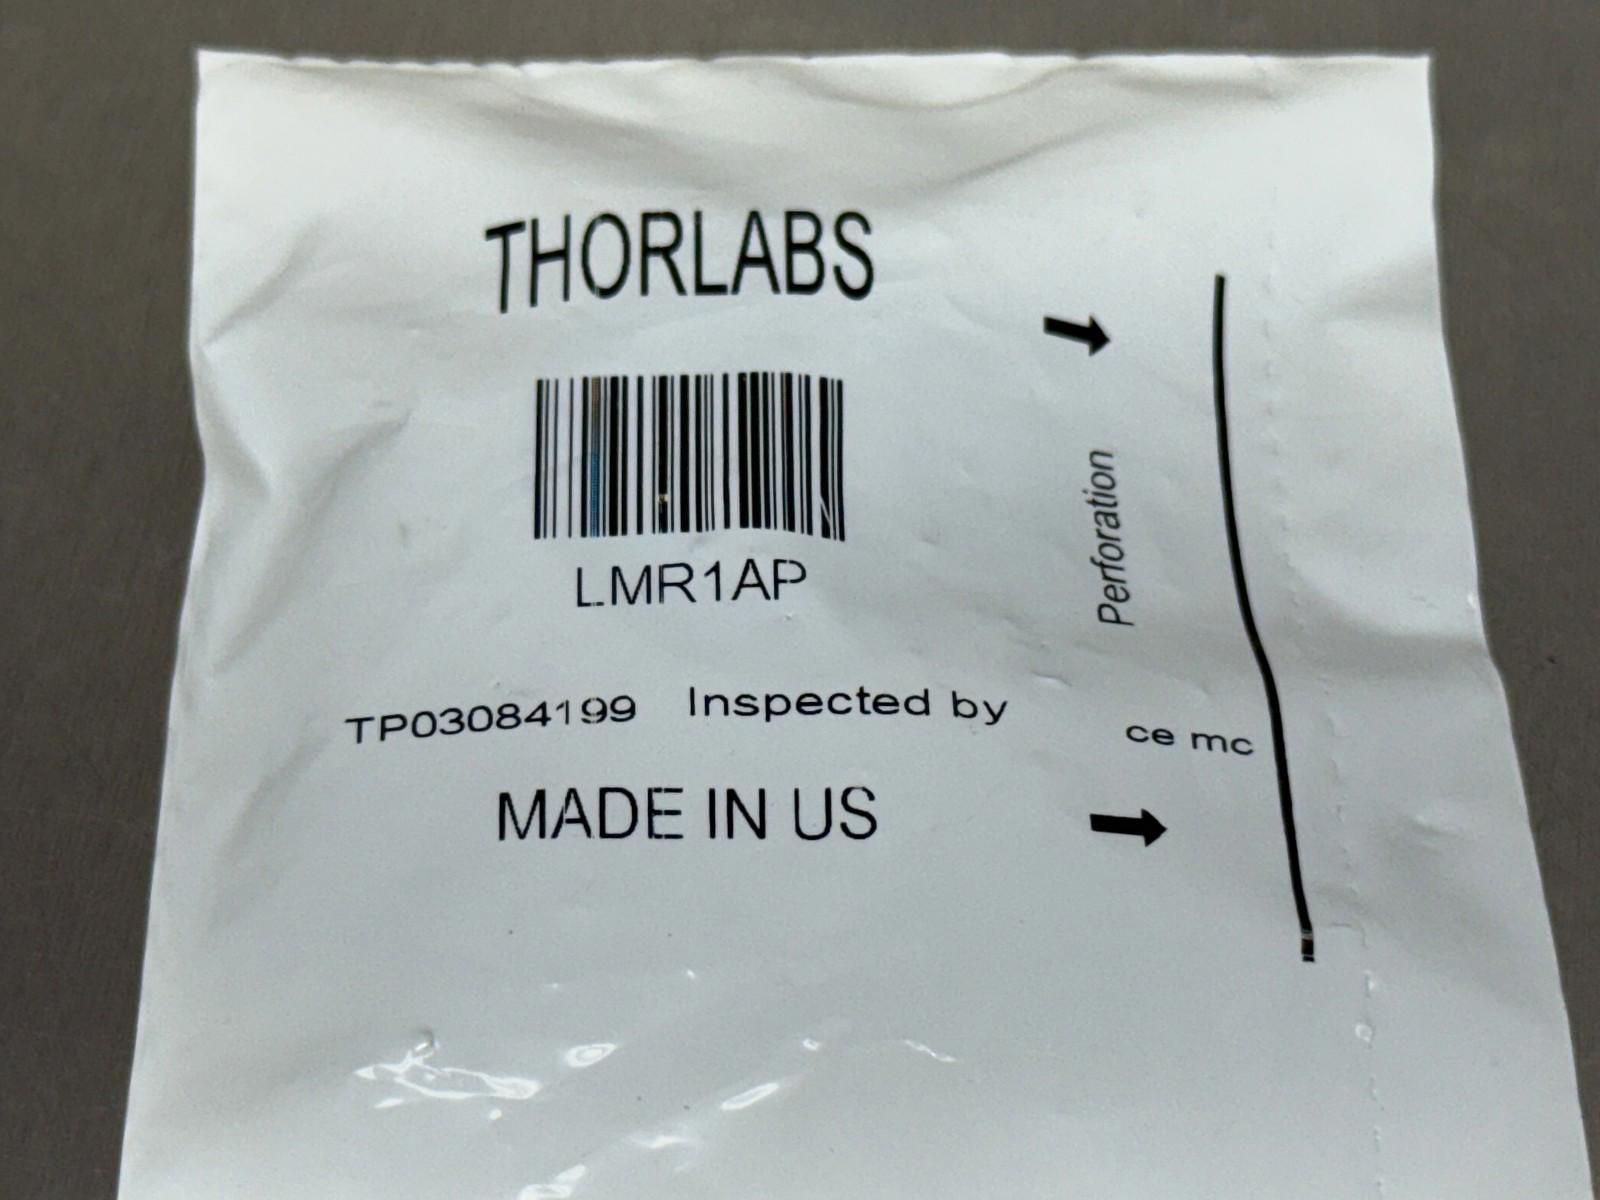 THORLABS
LMR1AP
Perforation
TP03084199 Inspected by ce mc
MADE IN US